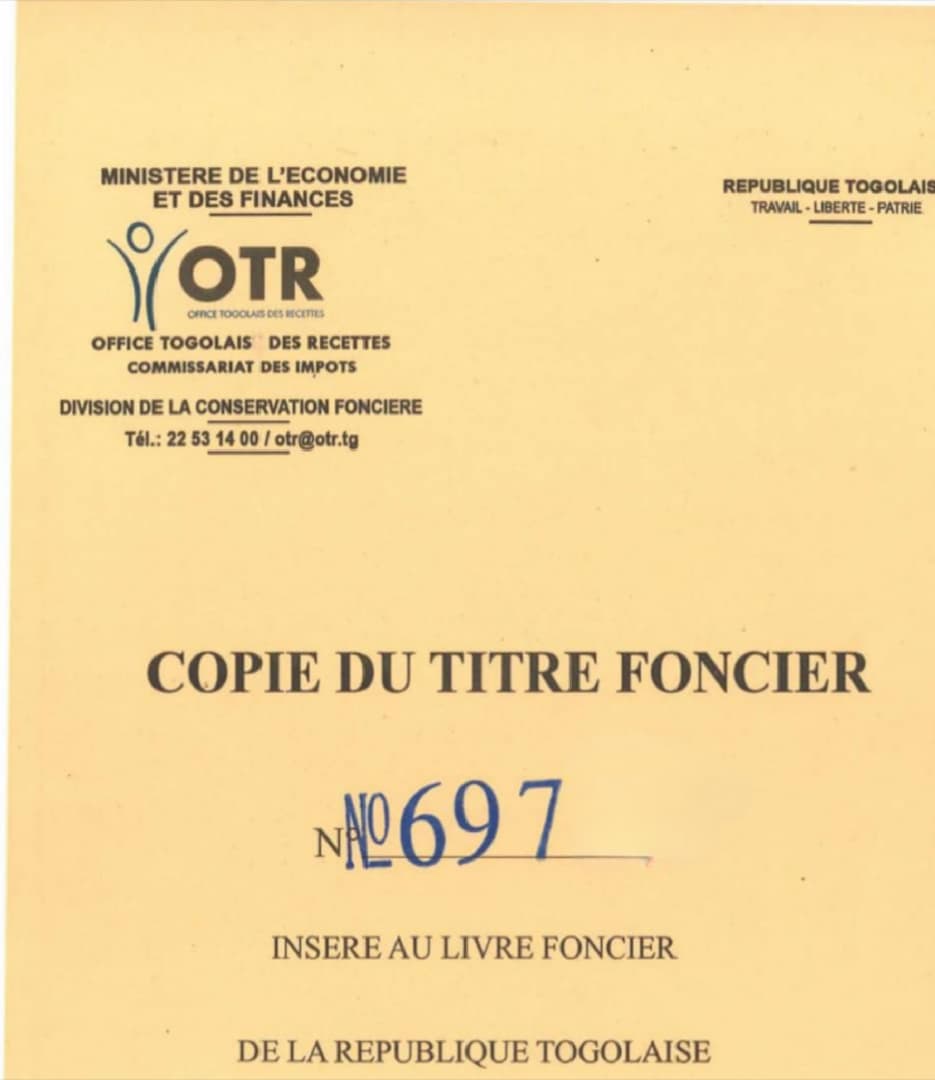 MINISTERE DE L'ECONOMIE
ET DES FINANCES
REPUBLIQUE TOGOLAIS
TRAVAIL - LIBERTE - PATRIE
OTR
OFFICE TOGOLAIS DES RECETTES
OFFICE TOGOLAIS DES RECETTES
COMMISSARIAT DES IMPOTS
DIVISION DE LA CONSERVATION FONCIERE
Tél.: 22 53 14 00 / otr@otr.tg
COPIE DU TITRE FONCIER
N° No 697
INSERE AU LIVRE FONCIER
DE LA REPUBLIQUE TOGOLAISE